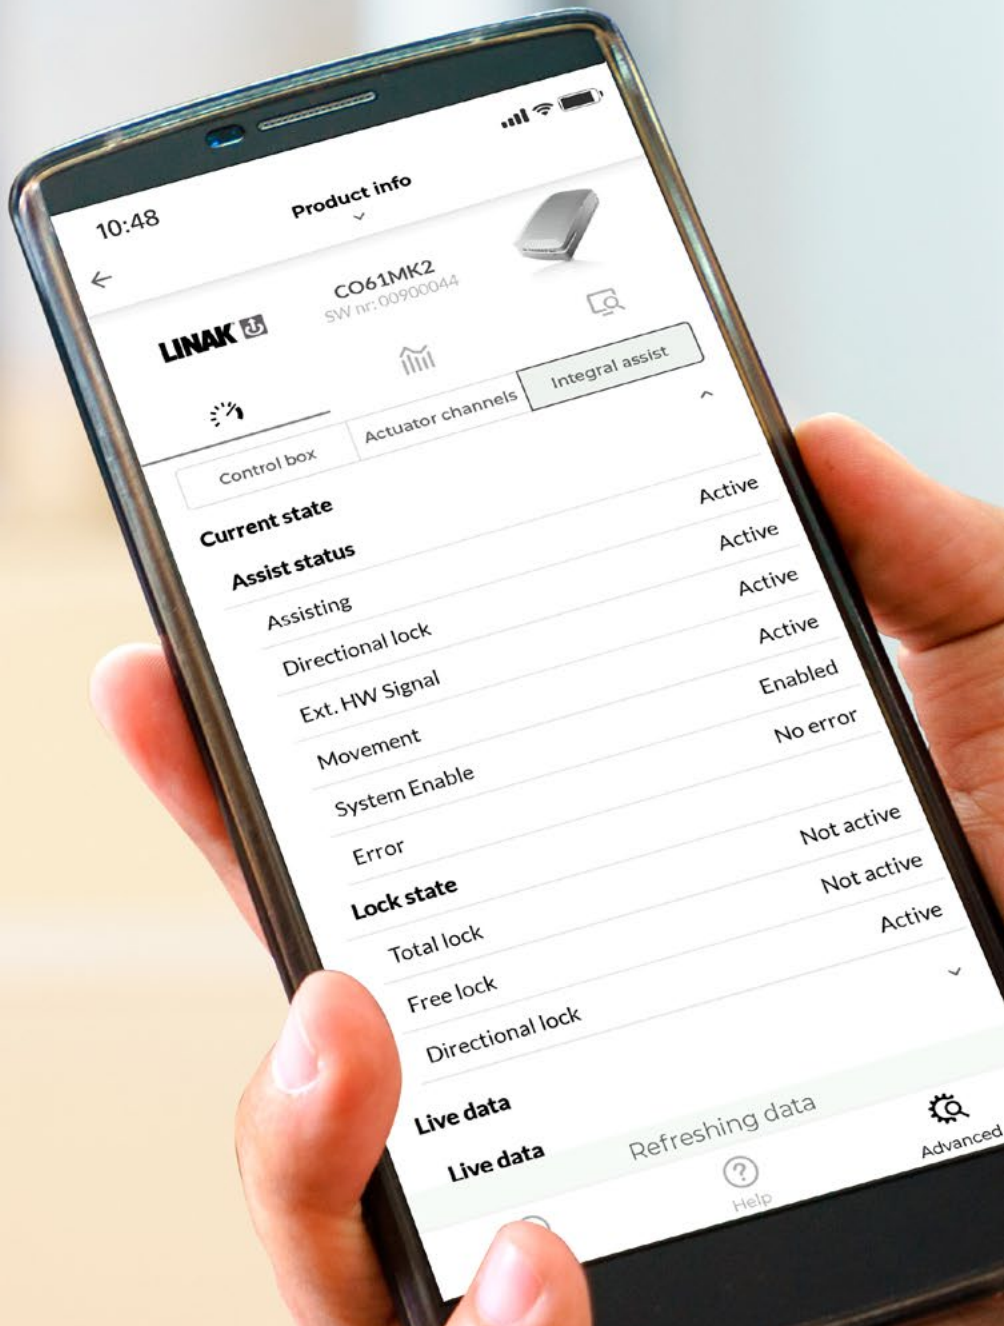 10:48
Product info
CO61MK2
SW nr: 00900044
LINAK
Control box
Actuator channels
Integral assist
Current state
Assist status
Assisting Active
Directional lock Active
Ext. HW Signal Active
Movement Active
System Enable Enabled
Error No error
Lock state
Total lock Not active
Free lock Not active
Directional lock Active
Live data
Live data
Refreshing data
Help
Advanced